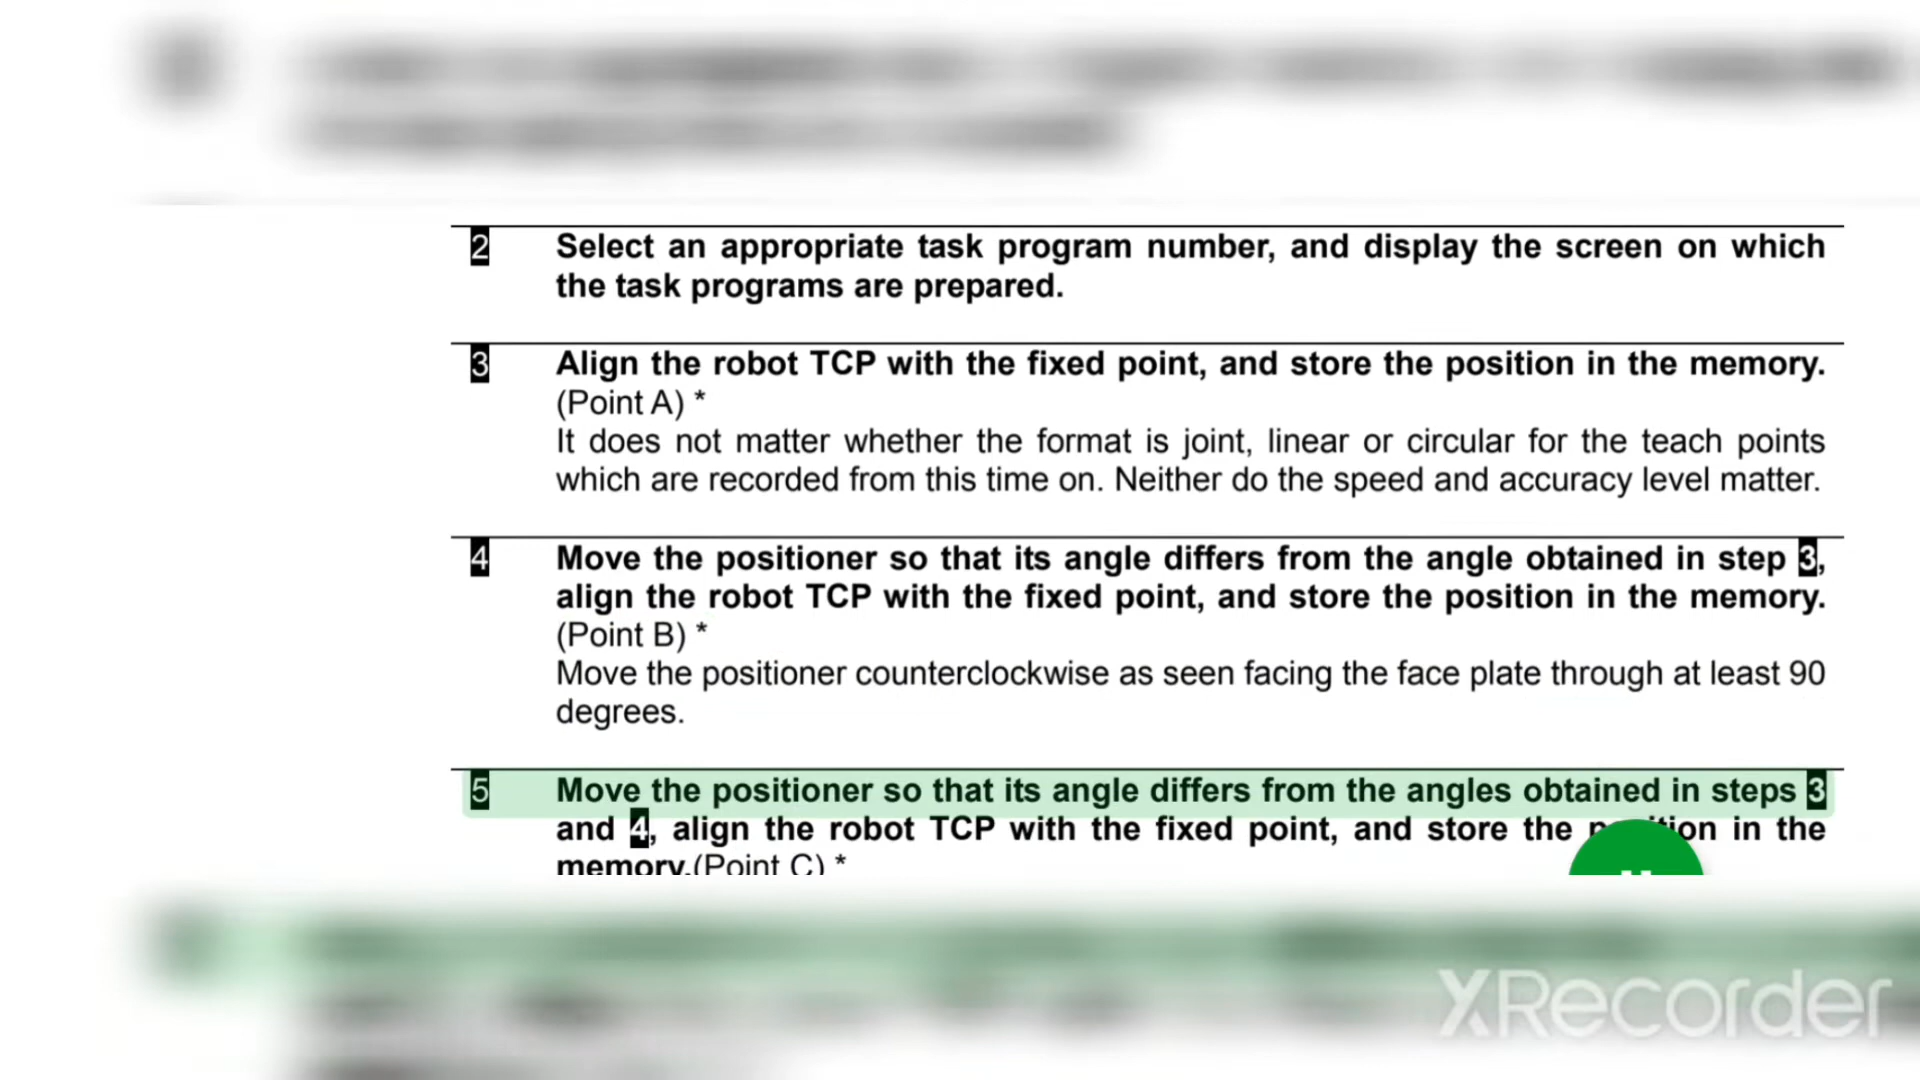 2 Select an appropriate task program number, and display the screen on which
the task programs are prepared.
3 Align the robot TCP with the fixed point, and store the position in the memory.
(Point A) *
It does not matter whether the format is joint, linear or circular for the teach points
which are recorded from this time on. Neither do the speed and accuracy level matter.
4 Move the positioner so that its angle differs from the angle obtained in step 3,
align the robot TCP with the fixed point, and store the position in the memory.
(Point B) *
Move the positioner counterclockwise as seen facing the face plate through at least 90
degrees.
5 Move the positioner so that its angle differs from the angles obtained in steps 3
and 4, align the robot TCP with the fixed point, and store the position in the
memory.(Point C) *
XRecorder